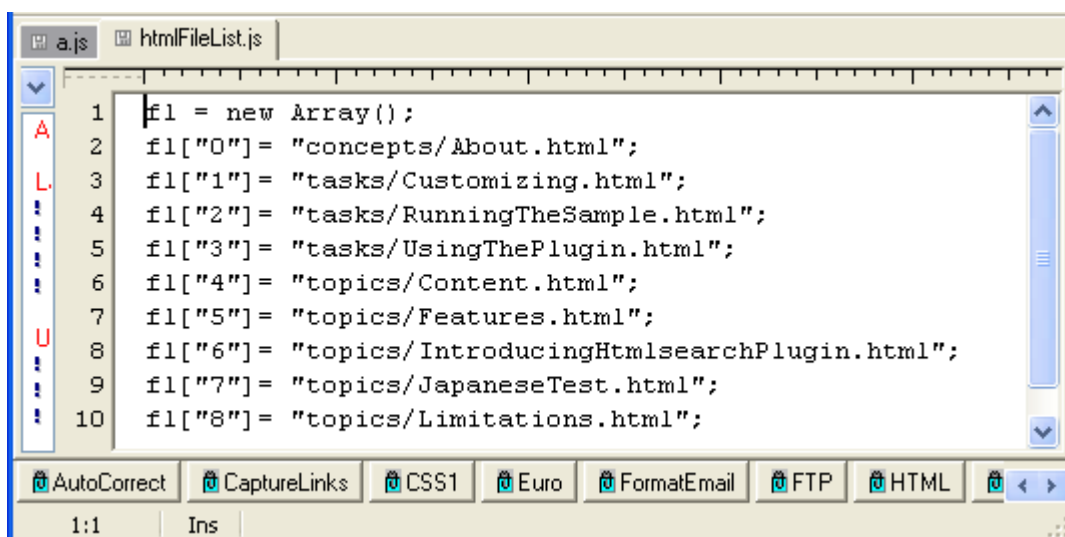 a.js htmlFileList.js
A
L
U
1 fl = new Array();
2 fl["0"]= "concepts/About.html";
3 fl["1"]= "tasks/Customizing.html";
4 fl["2"]= "tasks/RunningTheSample.html";
5 fl["3"]= "tasks/UsingThePlugin.html";
6 fl["4"]= "topics/Content.html";
7 fl["5"]= "topics/Features.html";
8 fl["6"]= "topics/IntroducingHtmlsearchPlugin.html";
9 fl["7"]= "topics/JapaneseTest.html";
10 fl["8"]= "topics/Limitations.html";
AutoCorrect CaptureLinks CSS1 Euro FormatEmail FTP HTML
1:1 Ins